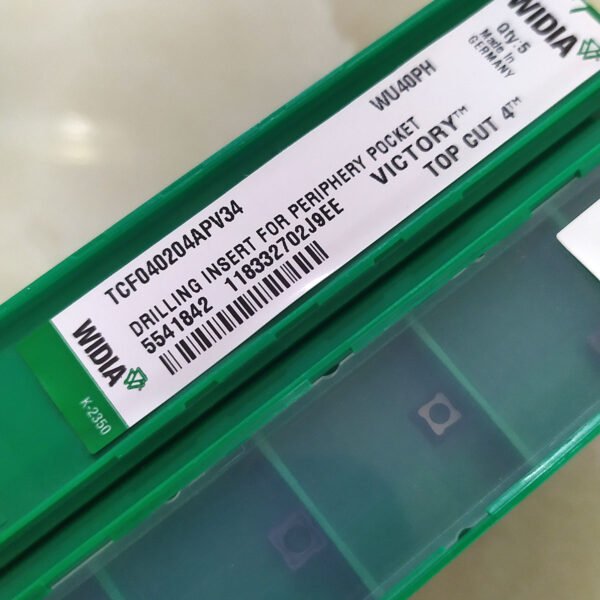 WIDIA
Qty:5
Made In
GERMANY
TCF040204APV34
WU40PH
DRILLING INSERT FOR PERIPHERY POCKET
5541842 118332702J9EE
VICTORY™
TOP CUT 4™
WIDIA
K-2350